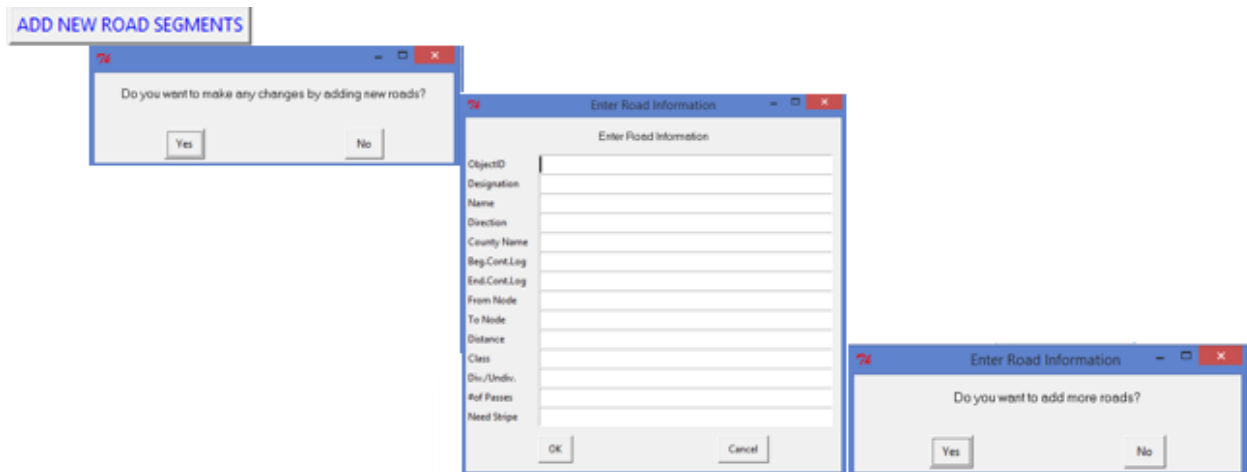 ADD NEW ROAD SEGMENTS
Do you want to make any changes by adding new roads?
Yes No
Enter Road Information
Enter Road Information
ObjectID
Designation
Name
Direction
County Name
Beg.Cont.Log
End.Cont.Log
From Node
To Node
Distance
Class
Div./Undiv.
#of Passes
Need Stripe
OK Cancel
Enter Road Information
Do you want to add more roads?
Yes No